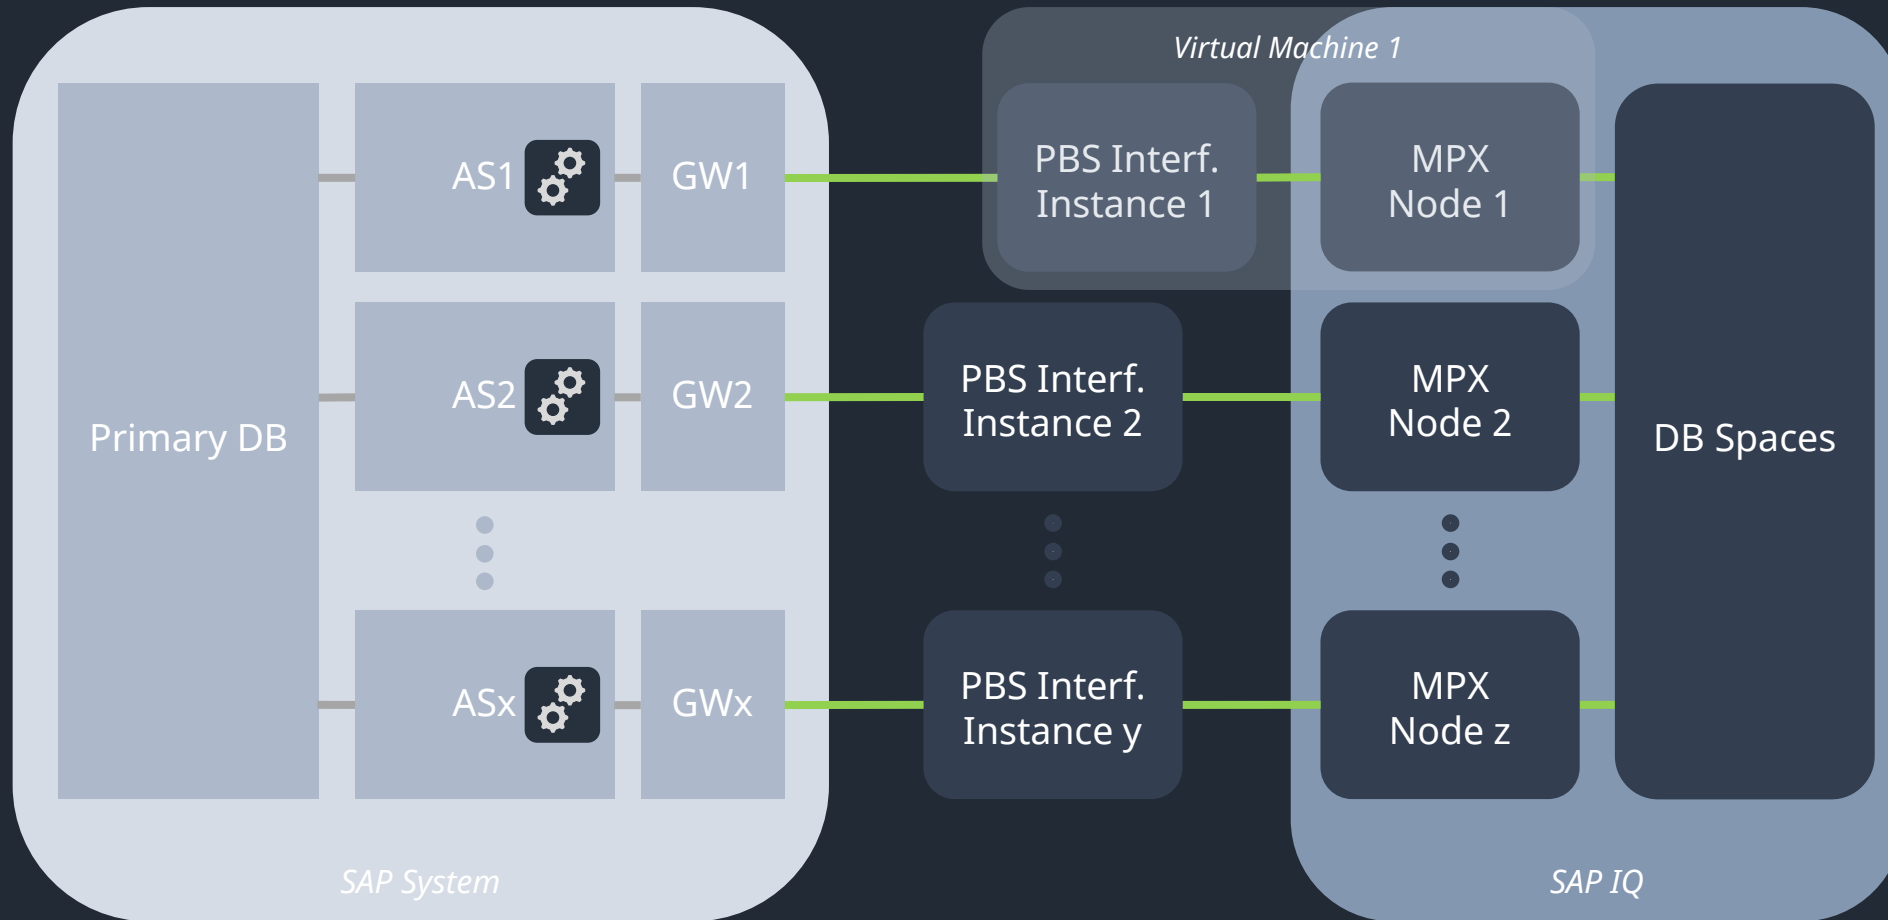 Virtual Machine 1
AS1
GW1
PBS Interf.
Instance 1
MPX
Node 1
AS2
GW2
PBS Interf.
Instance 2
MPX
Node 2
Primary DB
DB Spaces
ASx
GWx
PBS Interf.
Instance y
MPX
Node z
SAP System
SAP IQ